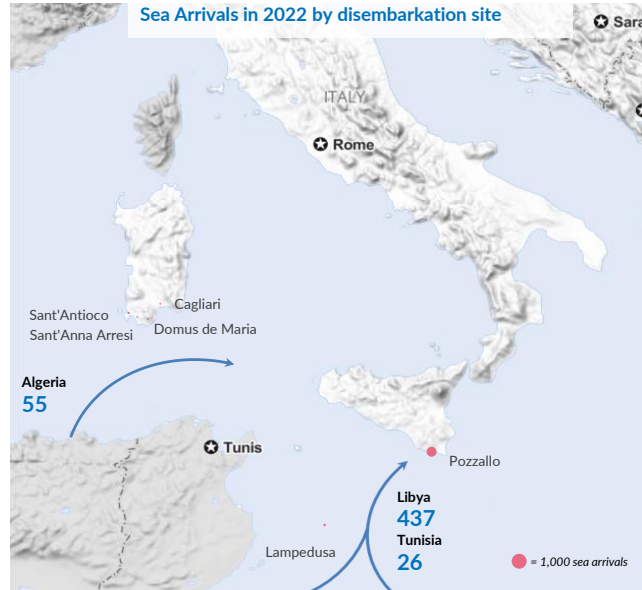 Sea Arrivals in 2022 by disembarkation site
Sara
ITALY
Rome
Cagliari
Sant'Antioco
Sant'Anna Arresi
Domus de Maria
Algeria
55
Tunis
Pozzallo
Libya
437
Tunisia
26
Lampedusa
= 1,000 sea arrivals